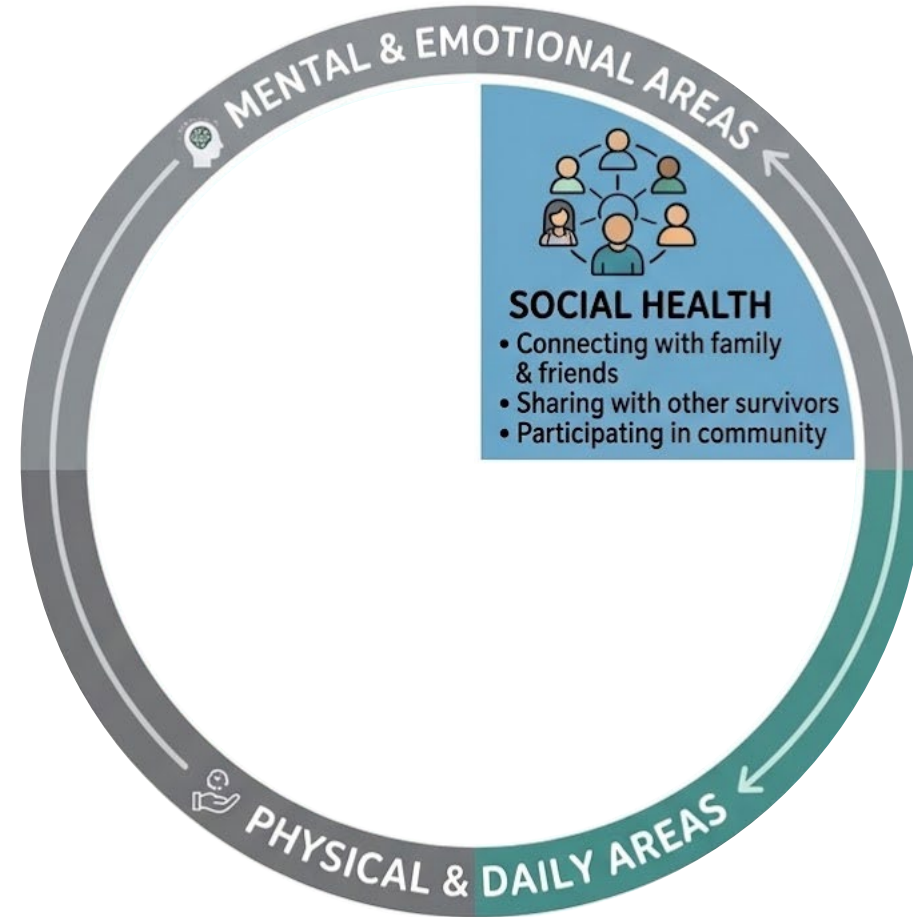 MENTAL & EMOTIONAL AREAS
SOCIAL HEALTH
• Connecting with family
& friends
• Sharing with other survivors
• Participating in community
PHYSICAL & DAILY AREAS